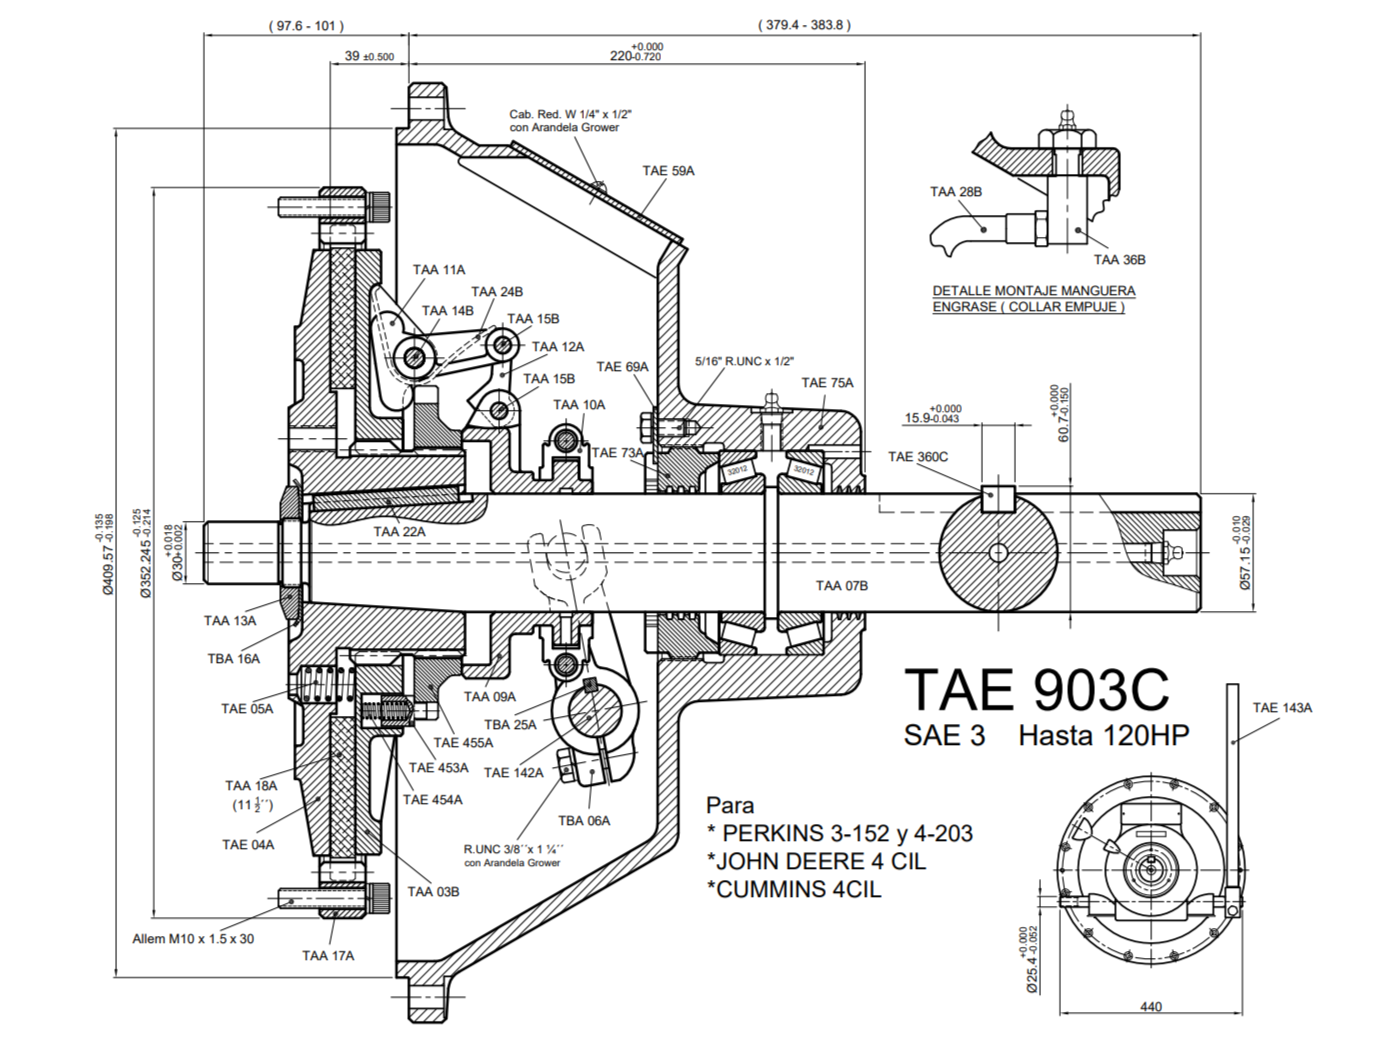 ( 97.6 - 101 )
( 379.4 - 383.8 )
39 ±0.500
220 +0.000 -0.720
Cab. Red. W 1/4" x 1/2"
con Arandela Grower
TAE 59A
TAA 28B
TAA 36B
DETALLE MONTAJE MANGUERA
ENGRASE ( COLLAR EMPUJE )
TAA 11A
TAA 24B
TAA 14B
TAA 15B
TAA 12A
TAA 15B
TAA 10A
TAE 69A
5/16" R.UNC x 1/2"
TAE 75A
TAE 73A
32012
32012
15.9 +0.000 -0.043
60.7 +0.000 -0.150
TAE 360C
Ø409.57 -0.135 -0.198
Ø352.245 -0.125 -0.214
Ø30 +0.018 +0.002
Ø57.15 -0.010 -0.029
TAA 22A
TAA 07B
TAA 13A
TBA 16A
TAE 05A
TAA 09A
TBA 25A
TAE 455A
TAE 142A
TAE 453A
TAE 454A
TAA 18A
(11 1/2´´)
TAE 04A
TBA 06A
R.UNC 3/8´´x 1 ¼´´
con Arandela Grower
TAA 03B
Allem M10 x 1.5 x 30
TAA 17A
TAE 903C
SAE 3 Hasta 120HP
Para
* PERKINS 3-152 y 4-203
*JOHN DEERE 4 CIL
*CUMMINS 4CIL
TAE 143A
Ø25.4 +0.000 -0.052
440